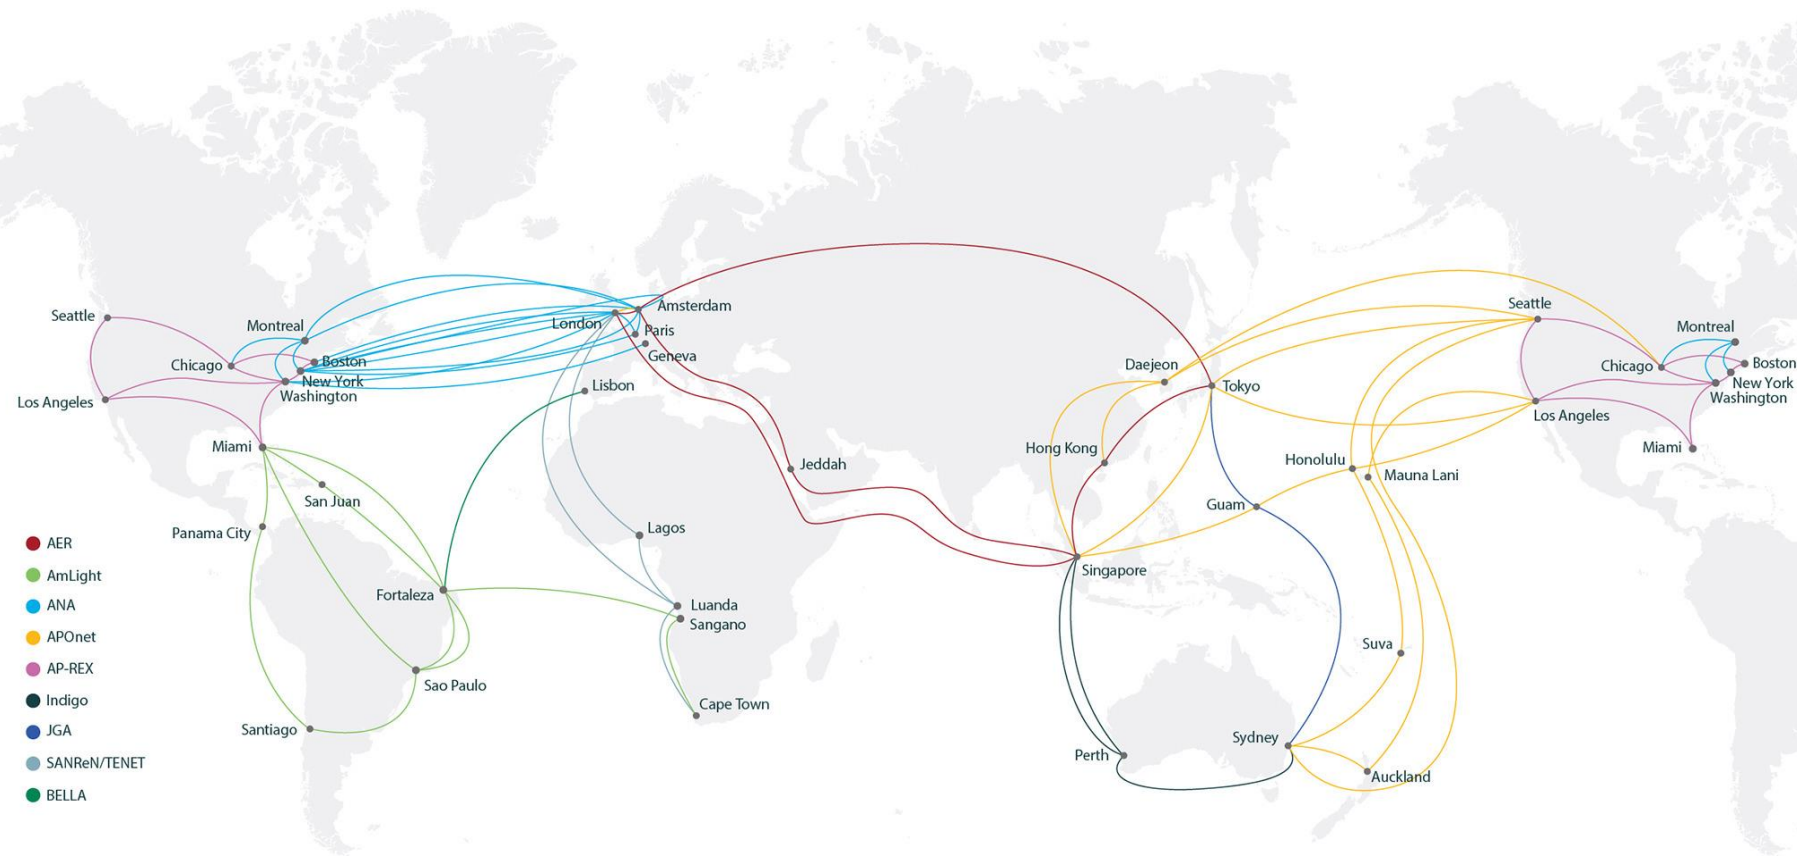 Seattle
Montreal
Chicago
Boston
New York
Washington
Los Angeles
Miami
San Juan
Panama City
Fortaleza
Sao Paulo
Santiago
London
Amsterdam
Paris
Geneva
Lisbon
Jeddah
Lagos
Luanda
Sangano
Cape Town
Daejeon
Tokyo
Hong Kong
Guam
Singapore
Perth
Sydney
Auckland
Suva
Honolulu
Mauna Lani
Seattle
Los Angeles
Montreal
Chicago
Boston
New York
Washington
Miami
AER
AmLight
ANA
APOnet
AP-REX
Indigo
JGA
SANReN/TENET
BELLA